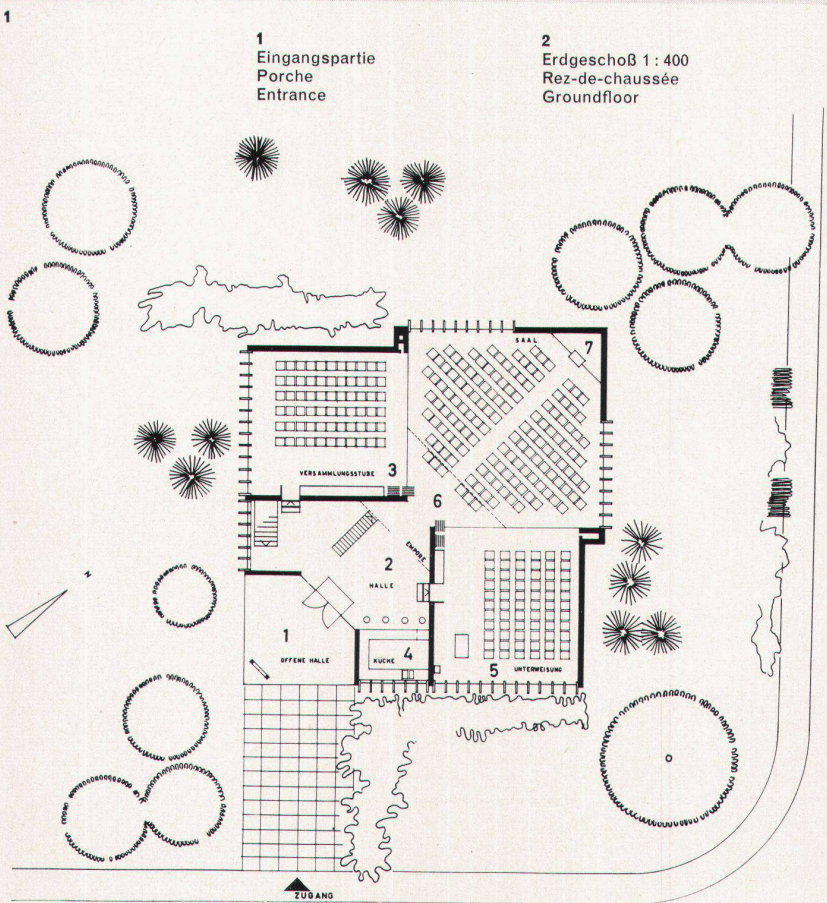 1
1
Eingangspartie
Porche
Entrance
2
Erdgeschoß 1 : 400
Rez-de-chaussée
Groundfloor
SAAL
7
VERSAMMLUNGSSTUBE
3
6
N
EMPORE
2
HALLE
1
OFFENE HALLE
KÜCHE
4
5
UNTERWEISUNG
ZUGANG